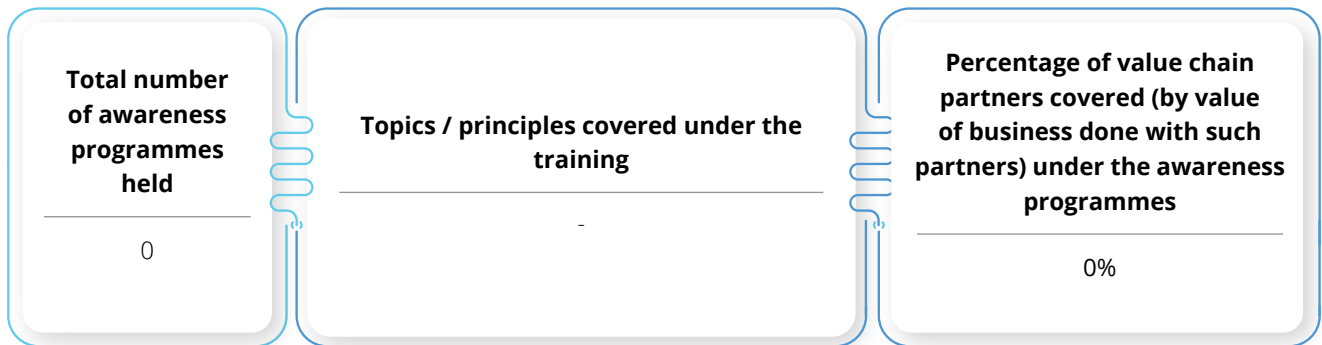 Total number
of awareness
programmes
held
0
Topics / principles covered under the
training
-
Percentage of value chain
partners covered (by value
of business done with such
partners) under the awareness
programmes
0%